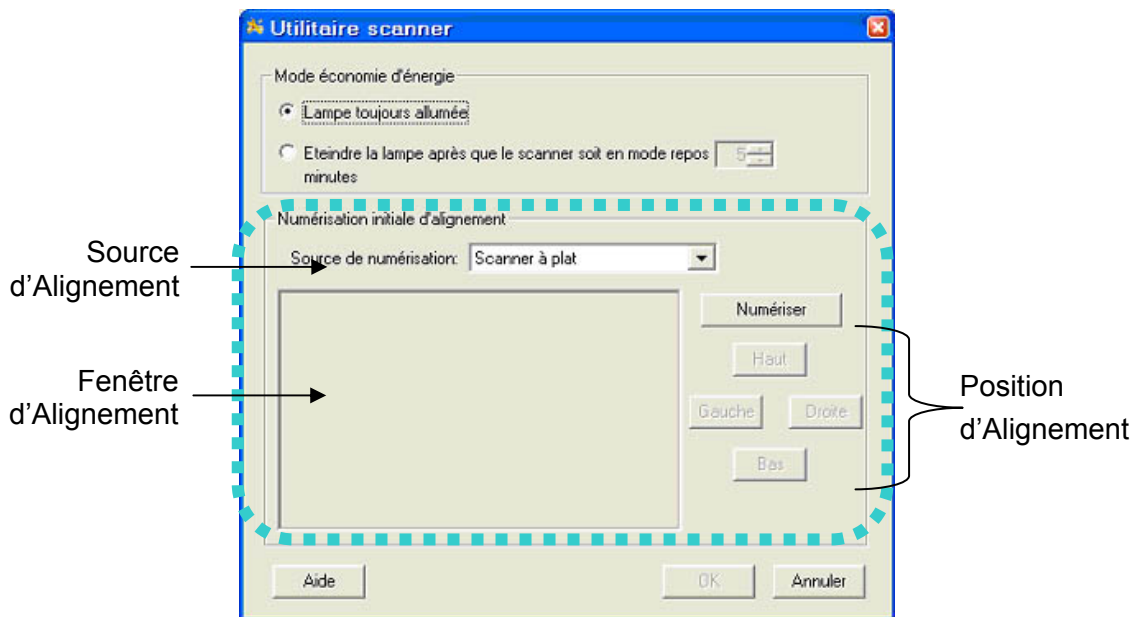 Utilitaire scanner
Mode économie d'énergie
Lampe toujours allumée
Eteindre la lampe après que le scanner soit en mode repos 5
minutes
Numérisation initiale d'alignement
Source de numérisation: Scanner à plat
Source
d’Alignement
Numériser
Haut
Gauche Droite
Bas
Fenêtre
d’Alignement
Position
d’Alignement
Aide OK Annuler